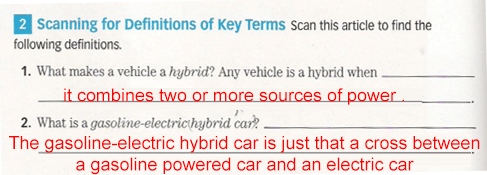 2 Scanning for Definitions of Key Terms Scan this article to find the
following definitions.
1. What makes a vehicle a hybrid? Any vehicle is a hybrid when ____________
it combines two or more sources of power .
2. What is a gasoline-electric hybrid car? ____________
The gasoline-electric hybrid car is just that a cross between
a gasoline powered car and an electric car